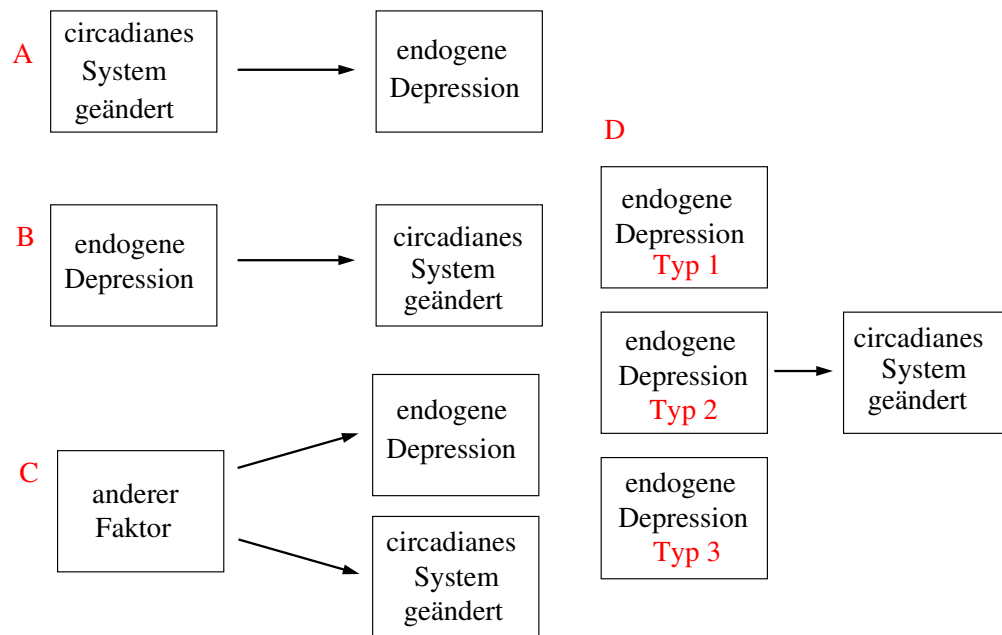 A
circadianes
System
geändert
endogene
Depression
B
endogene
Depression
circadianes
System
geändert
C
anderer
Faktor
endogene
Depression
circadianes
System
geändert
D
endogene
Depression
Typ 1
endogene
Depression
Typ 2
circadianes
System
geändert
endogene
Depression
Typ 3